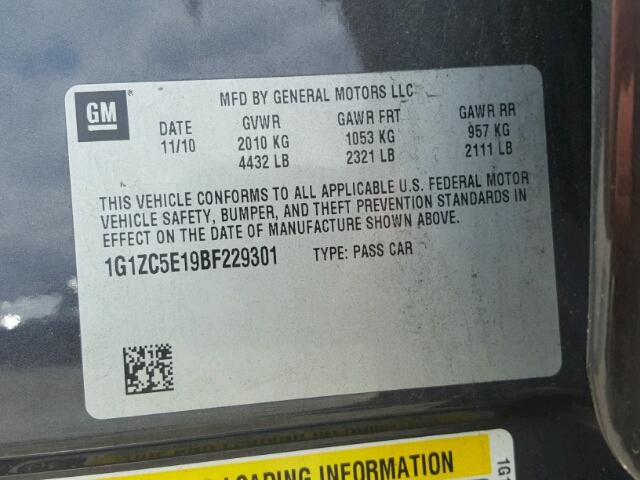 GM
MFD BY GENERAL MOTORS LLC
DATE GVWR GAWR FRT GAWR RR
11/10 2010 KG 1053 KG 957 KG
4432 LB 2321 LB 2111 LB
THIS VEHICLE CONFORMS TO ALL APPLICABLE U.S. FEDERAL MOTOR
VEHICLE SAFETY, BUMPER, AND THEFT PREVENTION STANDARDS IN
EFFECT ON THE DATE OF MANUFACTURE SHOWN ABOVE.
1G1ZC5E19BF229301 TYPE: PASS CAR
LOADING INFORMATION